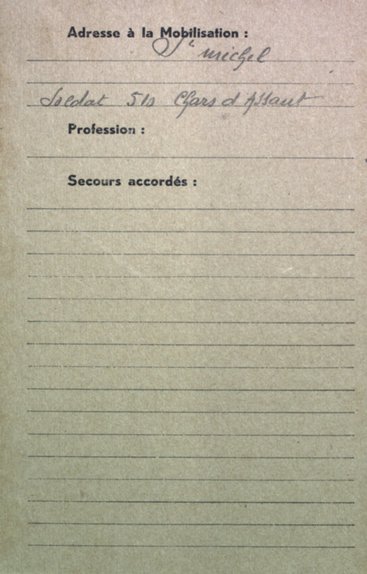 Adresse à la Mobilisation :
St michel
Soldat 510 Chars d'Assaut
Profession :
Secours accordés :